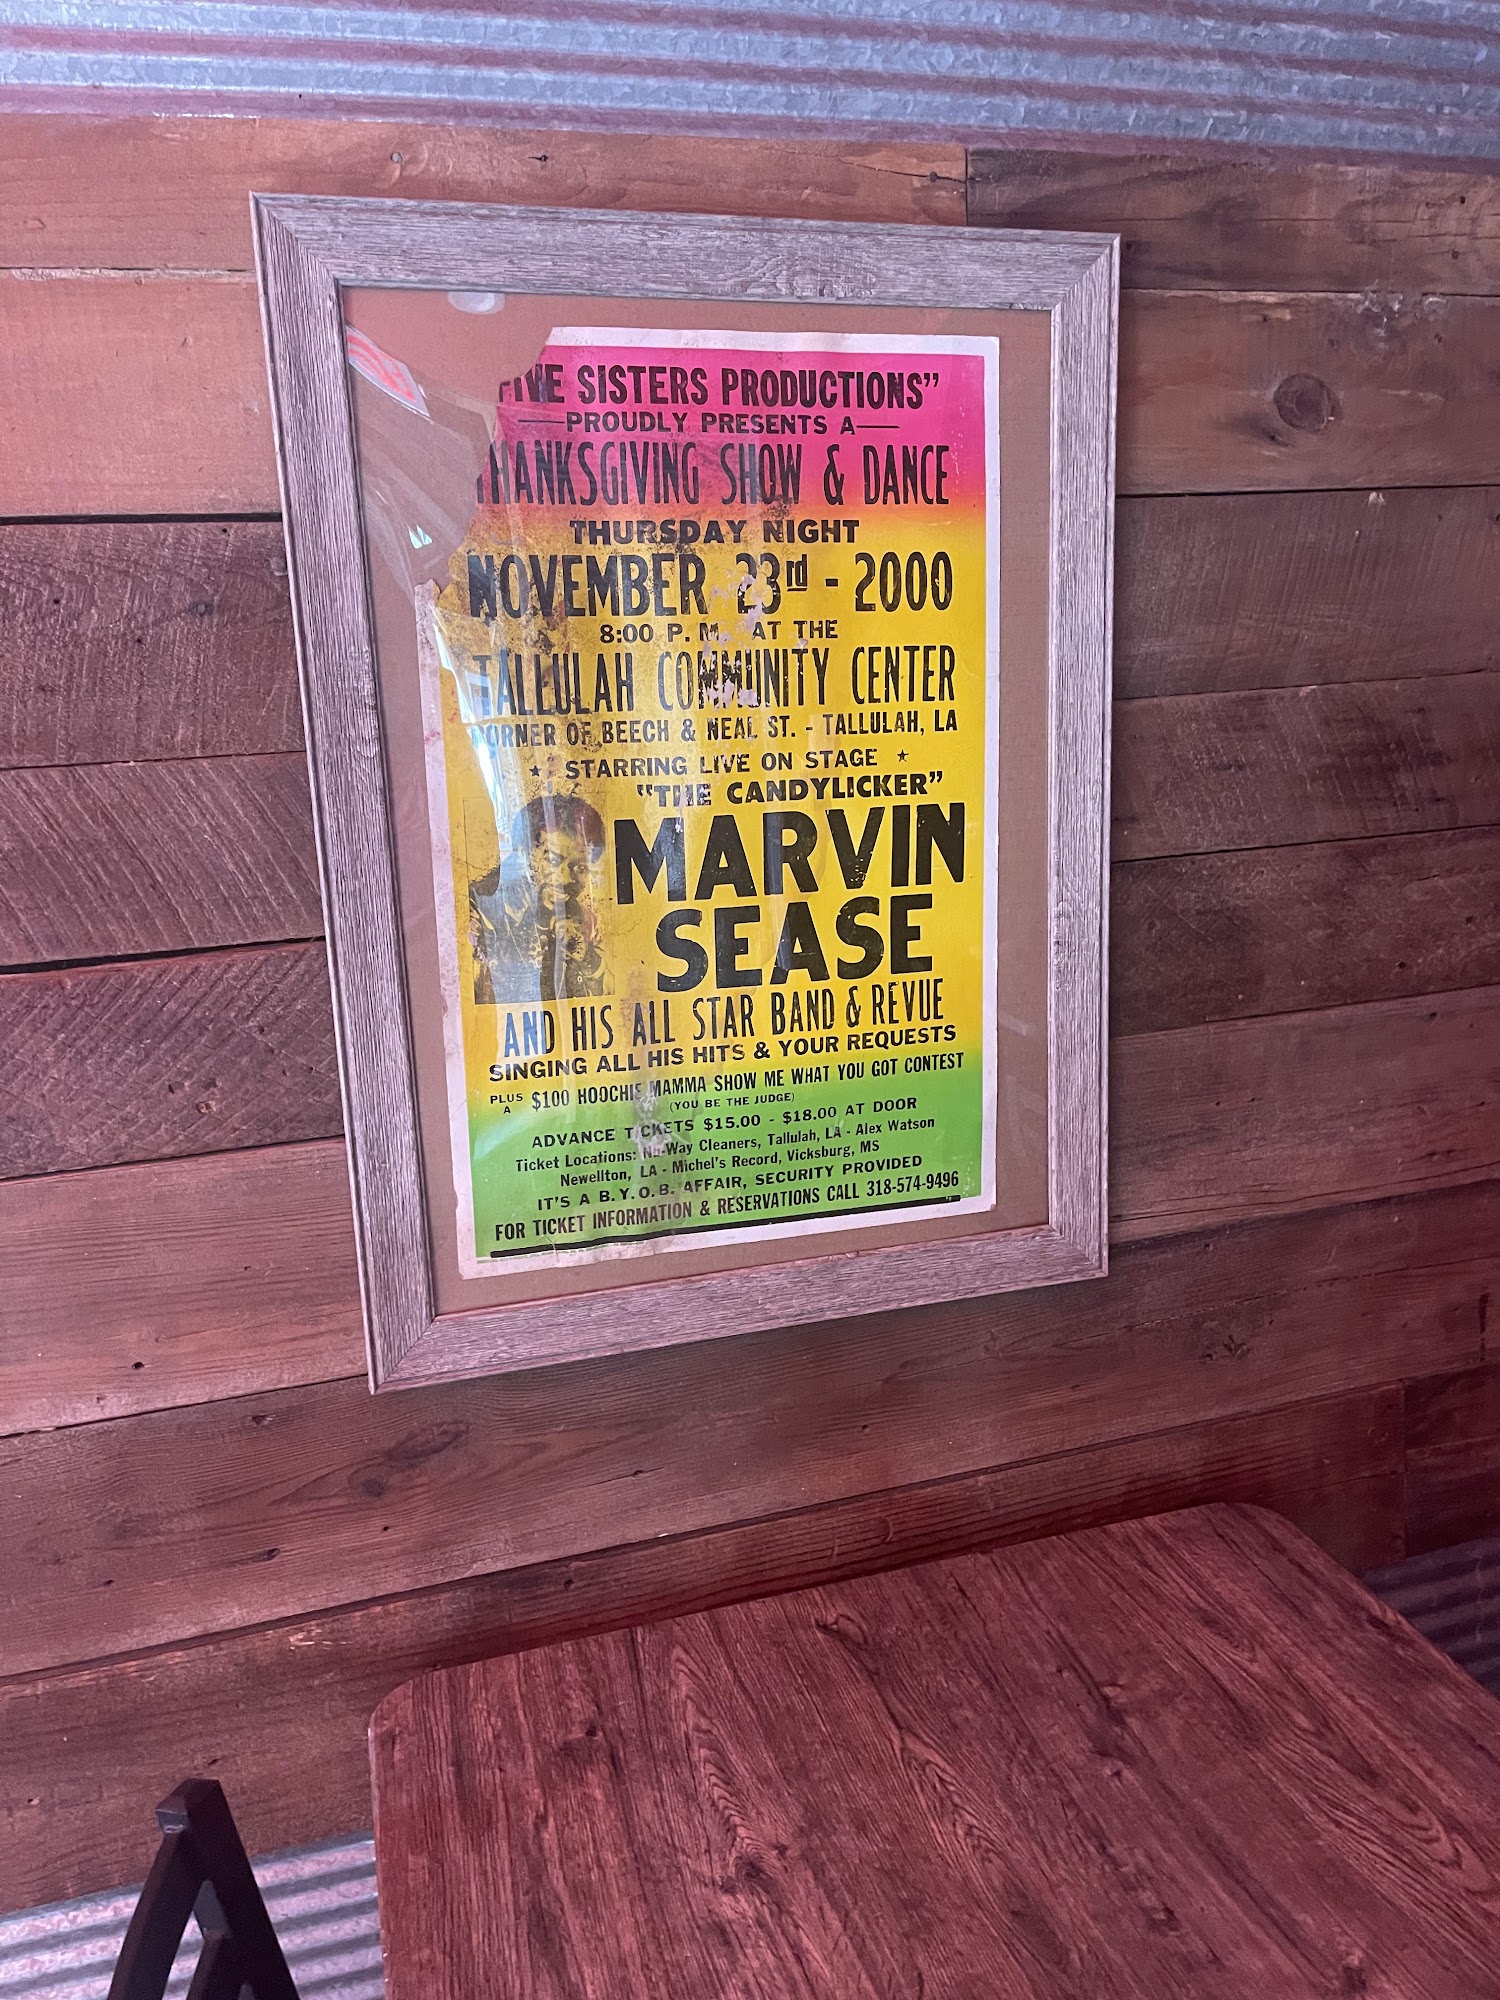 FIVE SISTERS PRODUCTIONS”
PROUDLY PRESENTS A
THANKSGIVING SHOW & DANCE
THURSDAY NIGHT
NOVEMBER 23rd - 2000
8:00 P. M. AT THE
TALLULAH COMMUNITY CENTER
CORNER OF BEECH & NEAL ST. - TALLULAH, LA
★ STARRING LIVE ON STAGE ★
"THE CANDYLICKER”
MARVIN
SEASE
AND HIS ALL STAR BAND & REVUE
SINGING ALL HIS HITS & YOUR REQUESTS
PLUS A $100 HOOCHIE MAMMA SHOW ME WHAT YOU GOT CONTEST
(YOU BE THE JUDGE)
ADVANCE TICKETS $15.00 - $18.00 AT DOOR
Ticket Locations: Nu-Way Cleaners, Tallulah, LA - Alex Watson
Newellton, LA - Michel's Record, Vicksburg, MS
IT'S A B.Y.O.B. AFFAIR, SECURITY PROVIDED
FOR TICKET INFORMATION & RESERVATIONS CALL 318-574-9496